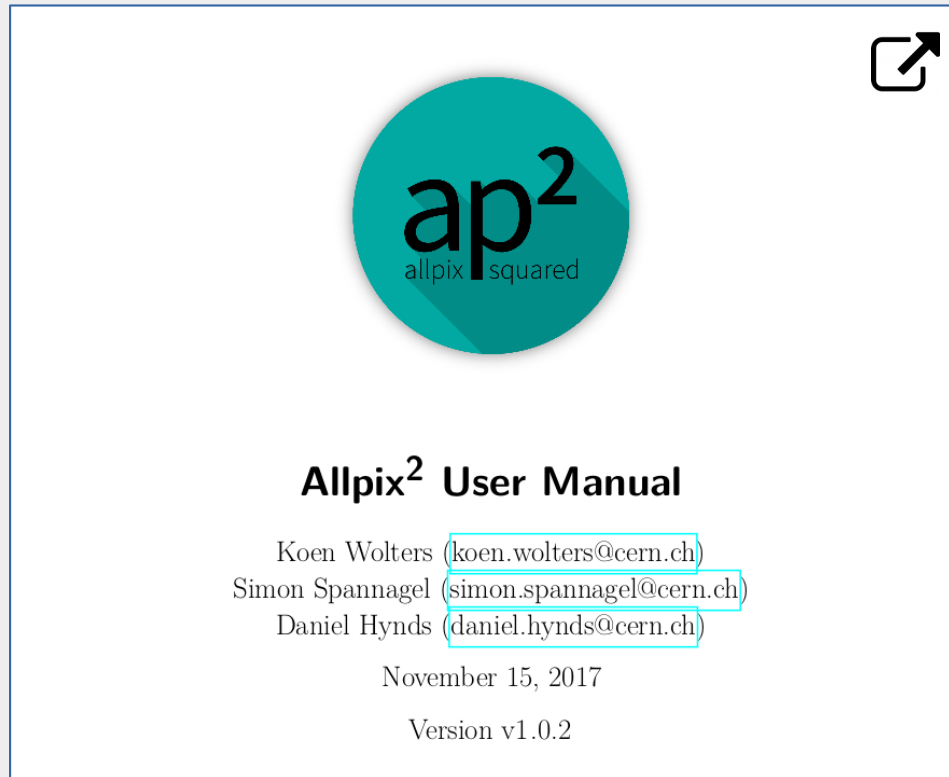 ap²
allpix squared
Allpix² User Manual
Koen Wolters (koen.wolters@cern.ch)
Simon Spannagel (simon.spannagel@cern.ch)
Daniel Hynds (daniel.hynds@cern.ch)
November 15, 2017
Version v1.0.2